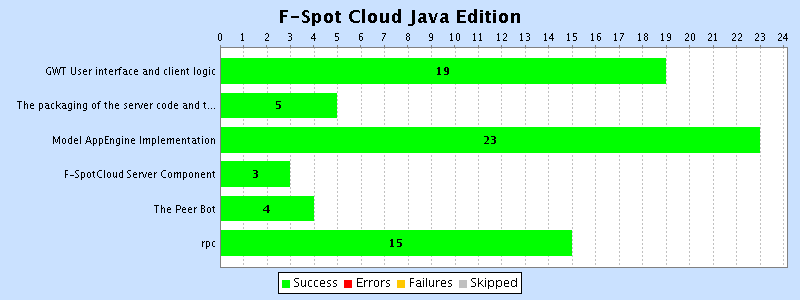 F-Spot Cloud Java Edition
0 1 2 3 4 5 6 7 8 9 10 11 12 13 14 15 16 17 18 19 20 21 22 23 24
GWT User interface and client logic 19
The packaging of the server code and t... 5
Model AppEngine Implementation 23
F-SpotCloud Server Component 3
The Peer Bot 4
rpc 15
Success Errors Failures Skipped